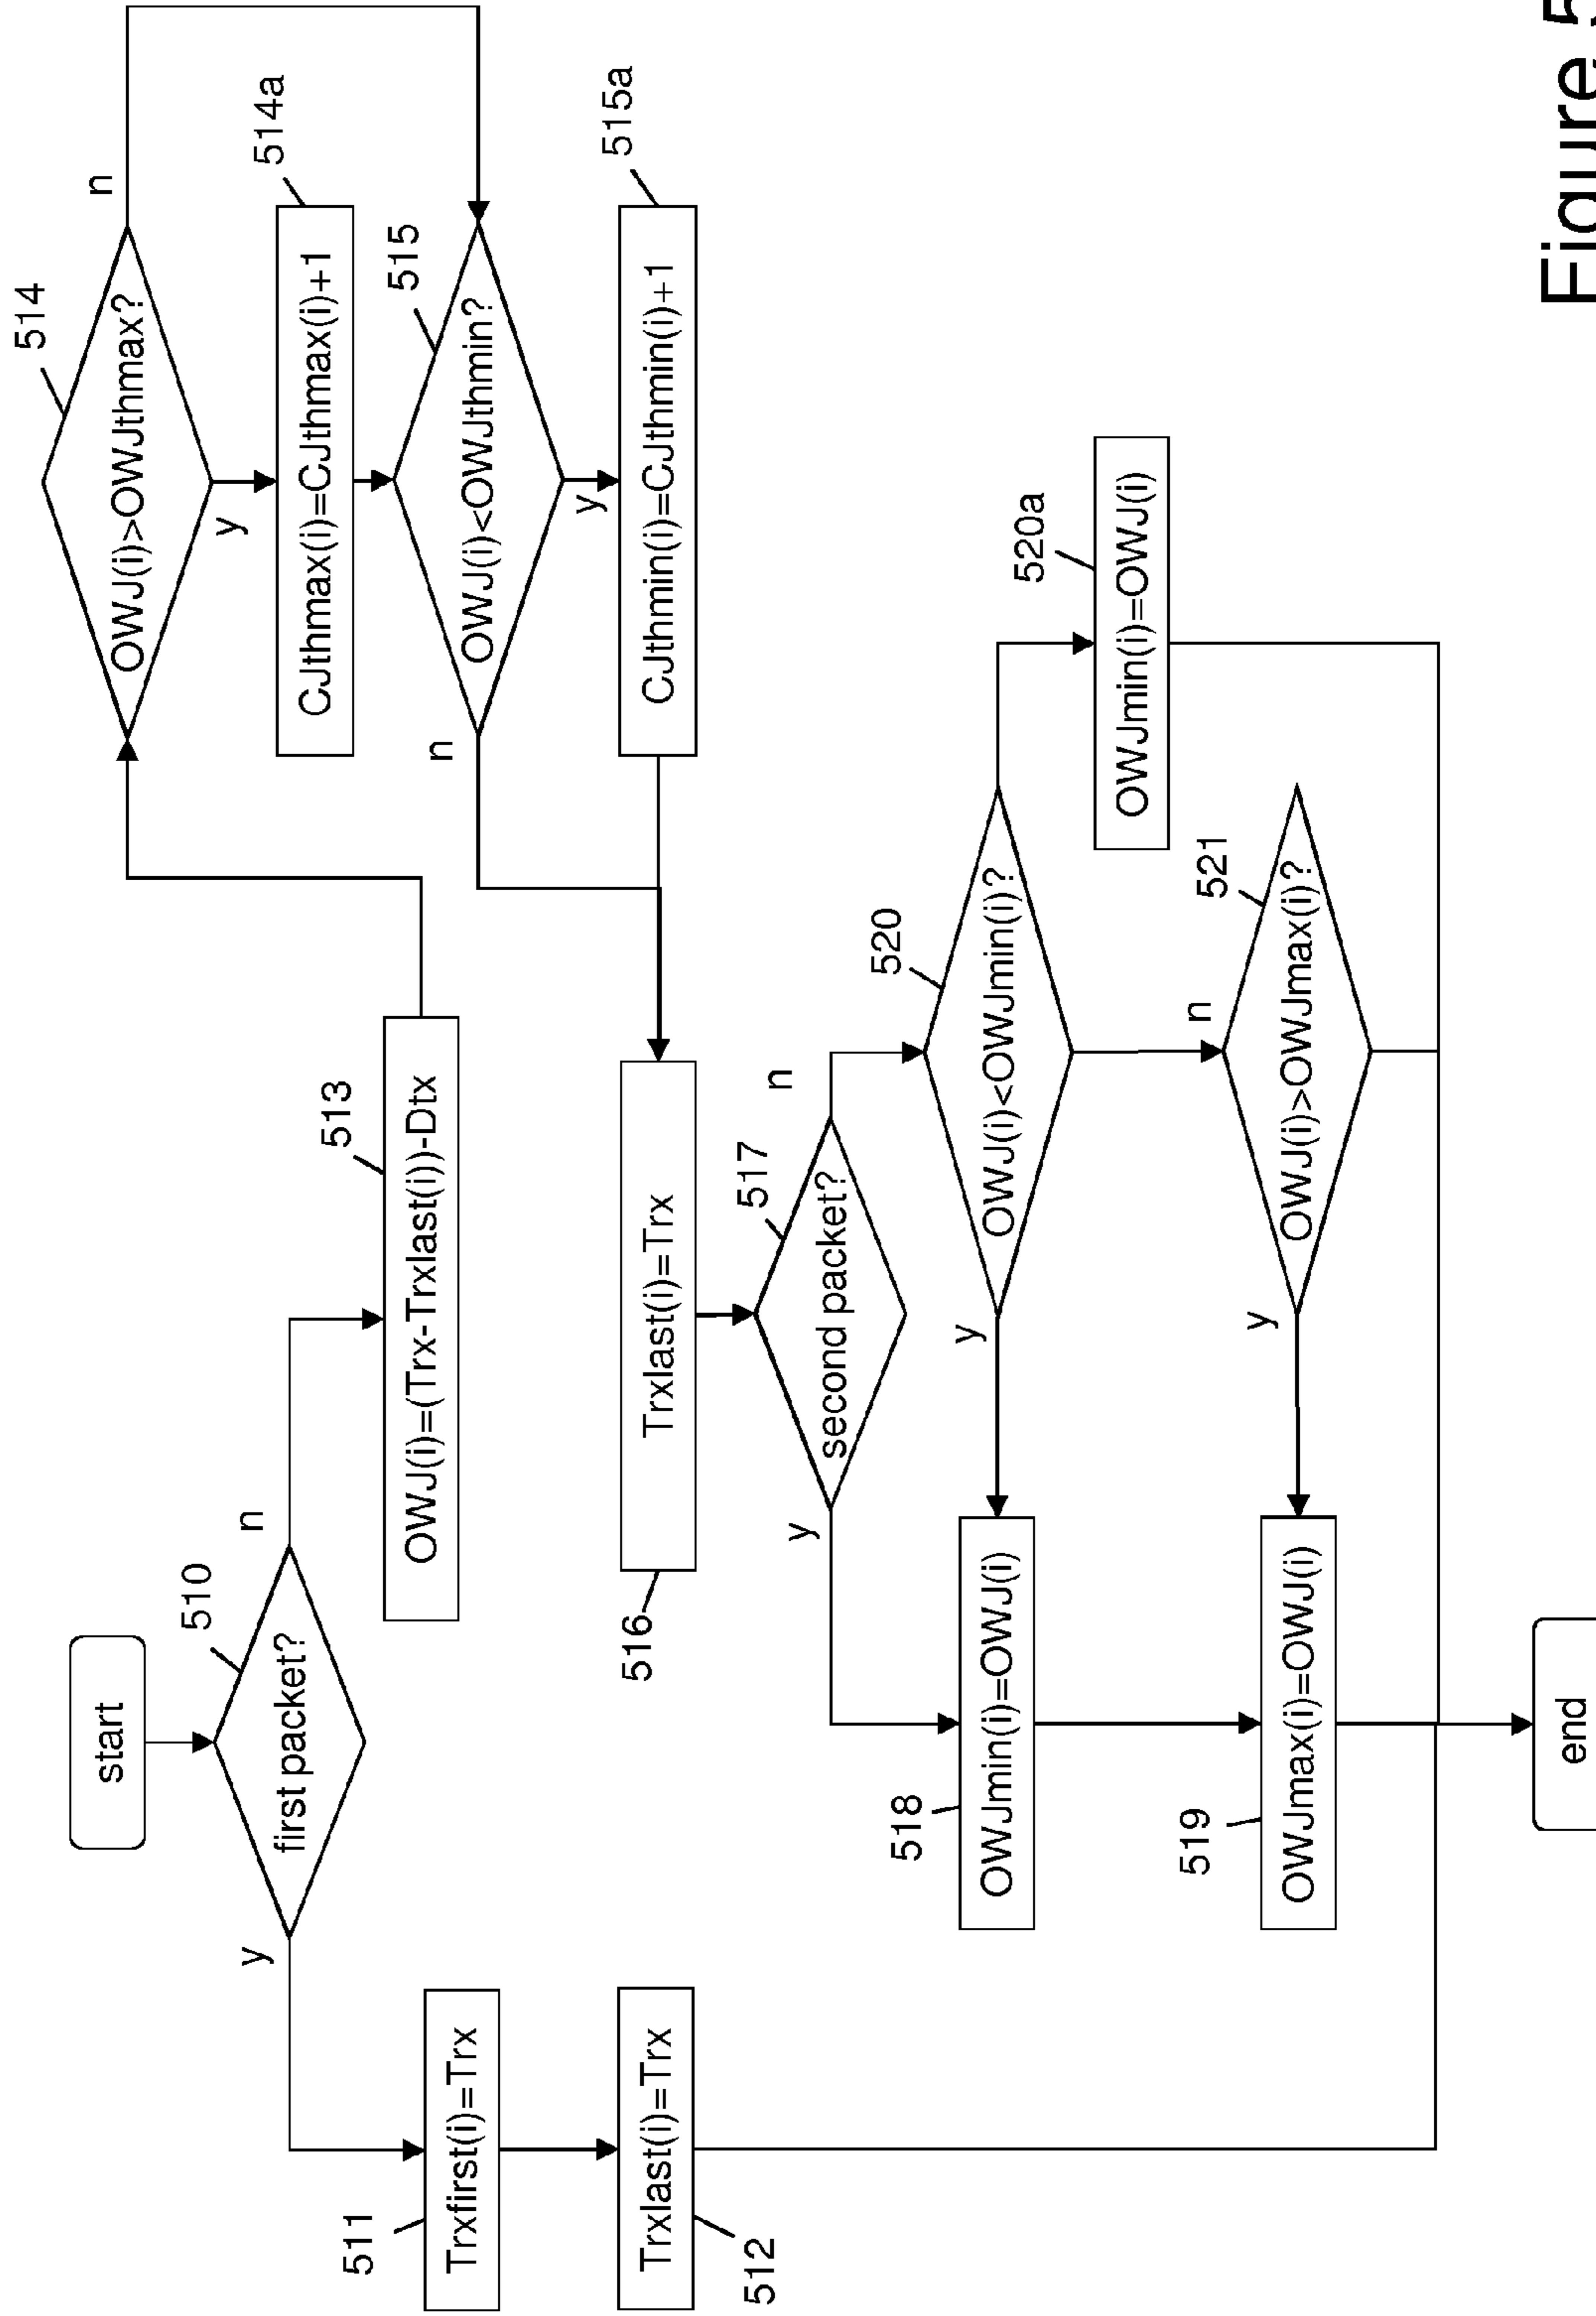 start
510
first packet?
y
n
511
Trxfirst(i)=Trx
512
Trxlast(i)=Trx
513
OWJ(i)=(Trx-Trxlast(i))-Dtx
514
OWJ(i)>OWJthmax?
n
y
514a
CJthmax(i)=CJthmax(i)+1
515
OWJ(i)<OWJthmin?
n
y
515a
CJthmin(i)=CJthmin(i)+1
516
Trxlast(i)=Trx
517
second packet?
y
n
518
OWJmin(i)=OWJ(i)
519
OWJmax(i)=OWJ(i)
520
OWJ(i)<OWJmin(i)?
y
n
520a
OWJmin(i)=OWJ(i)
521
OWJ(i)>OWJmax(i)?
y
end
Figure 5